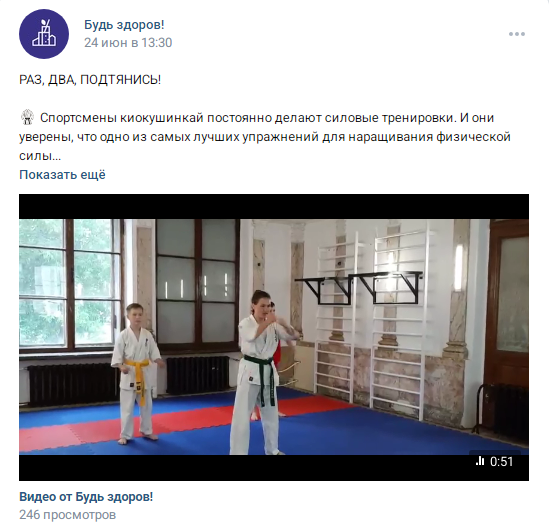 Будь здоров!
24 июн в 13:30
РАЗ, ДВА, ПОДТЯНИСЬ!
🥋 Спортсмены киокушинкай постоянно делают силовые тренировки. И они
уверены, что одно из самых лучших упражнений для наращивания физической
силы...
Показать ещё
0:51
Видео от Будь здоров!
246 просмотров